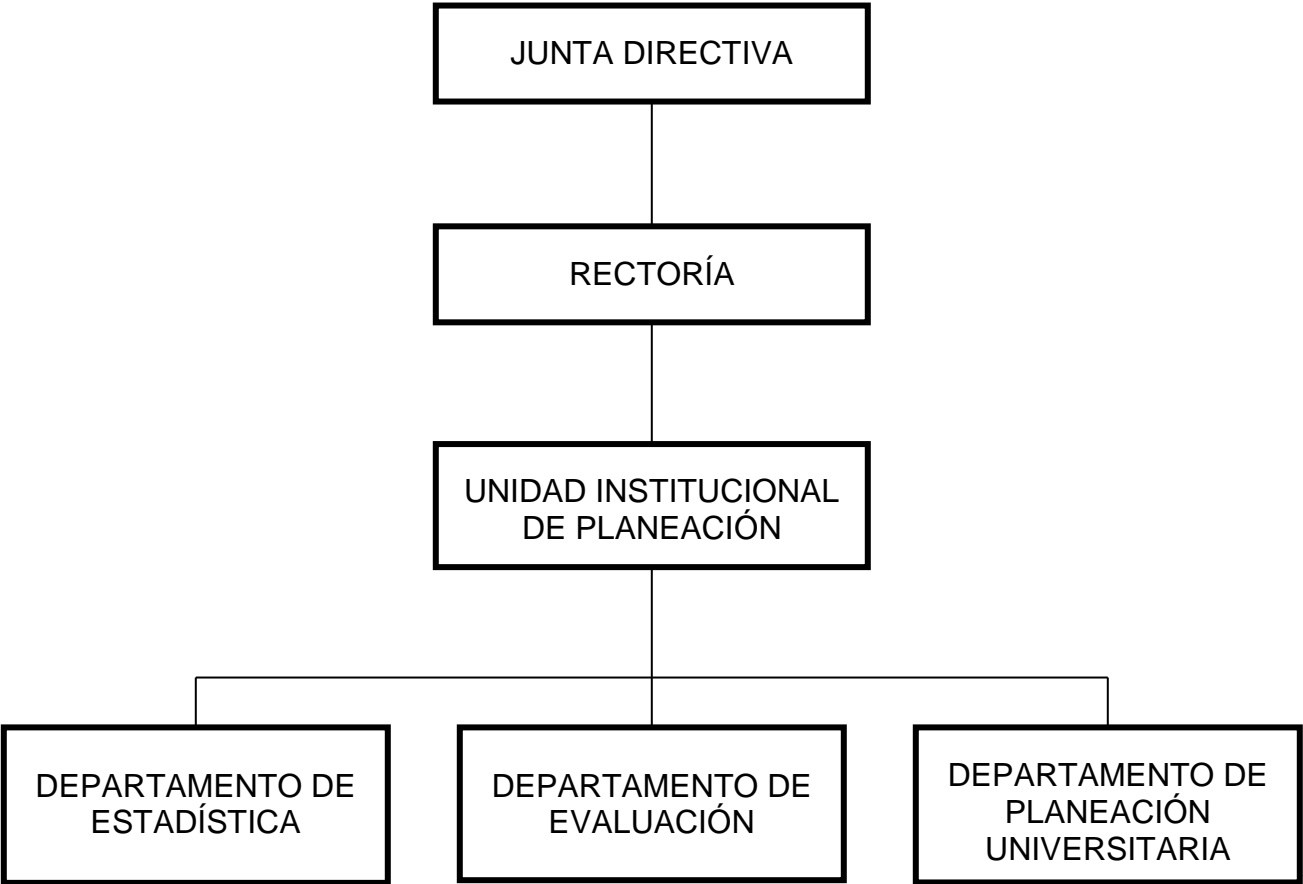 JUNTA DIRECTIVA
RECTORÍA
UNIDAD INSTITUCIONAL
DE PLANEACIÓN
DEPARTAMENTO DE
ESTADÍSTICA
DEPARTAMENTO DE
EVALUACIÓN
DEPARTAMENTO DE
PLANEACIÓN
UNIVERSITARIA